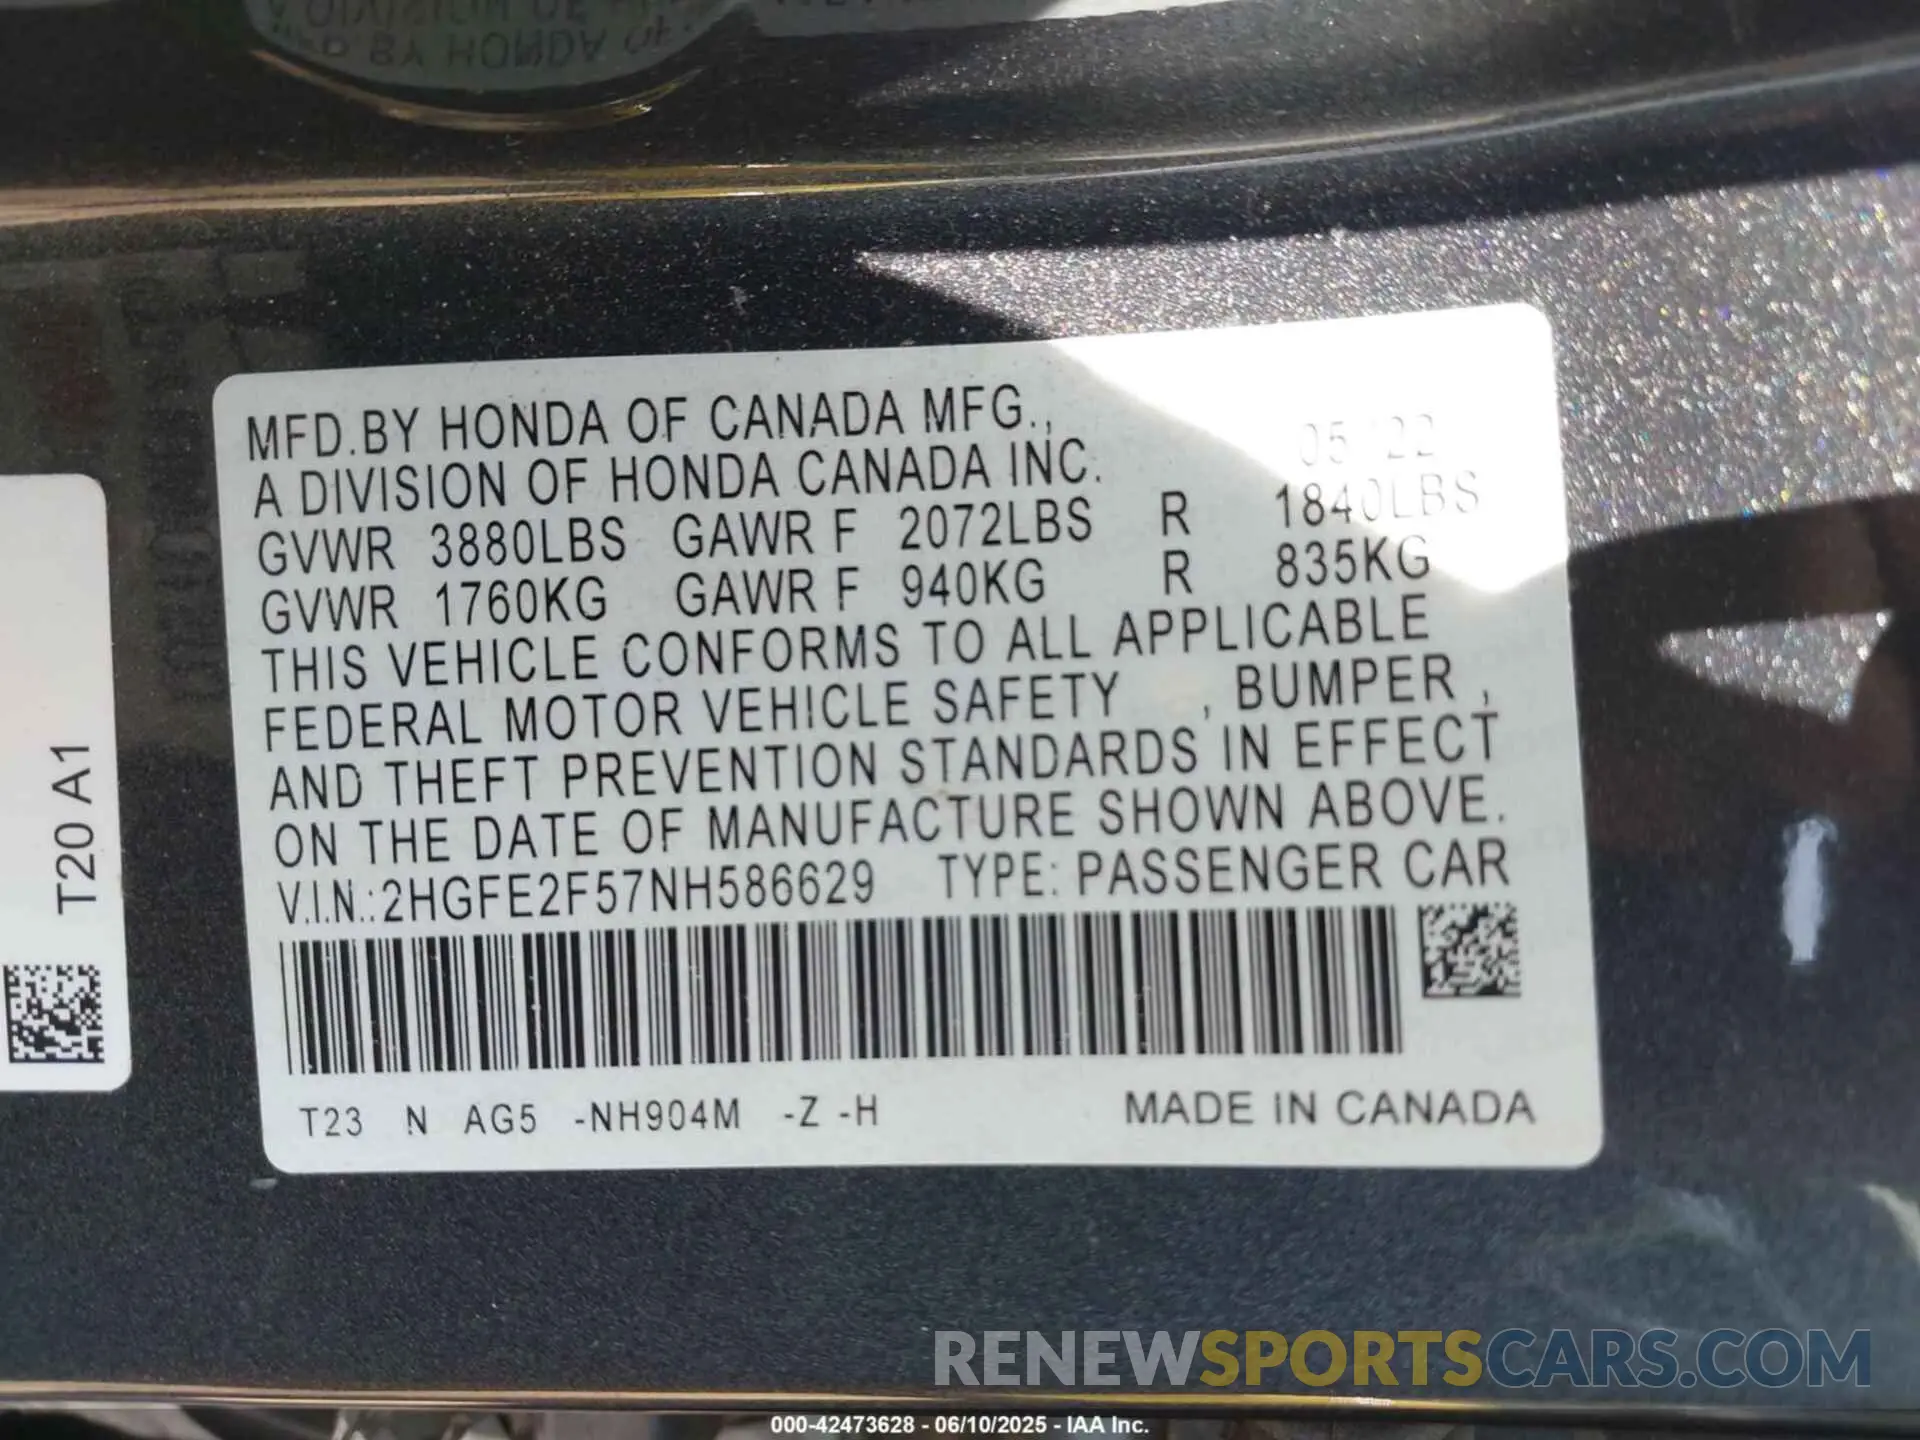 MFD.BY HONDA OF CANADA MFG.,
A DIVISION OF HONDA CANADA INC.
05 '22
GVWR 3880LBS GAWR F 2072LBS R 1840LBS
GVWR 1760KG GAWR F 940KG R 835KG
THIS VEHICLE CONFORMS TO ALL APPLICABLE
FEDERAL MOTOR VEHICLE SAFETY , BUMPER ,
AND THEFT PREVENTION STANDARDS IN EFFECT
ON THE DATE OF MANUFACTURE SHOWN ABOVE.
V.I.N.:2HGFE2F57NH586629 TYPE: PASSENGER CAR
T23 N AG5 -NH904M -Z -H MADE IN CANADA
T20 A1
RENEWSPORTSCARS.COM
000-42473628 - 06/10/2025 - IAA Inc.